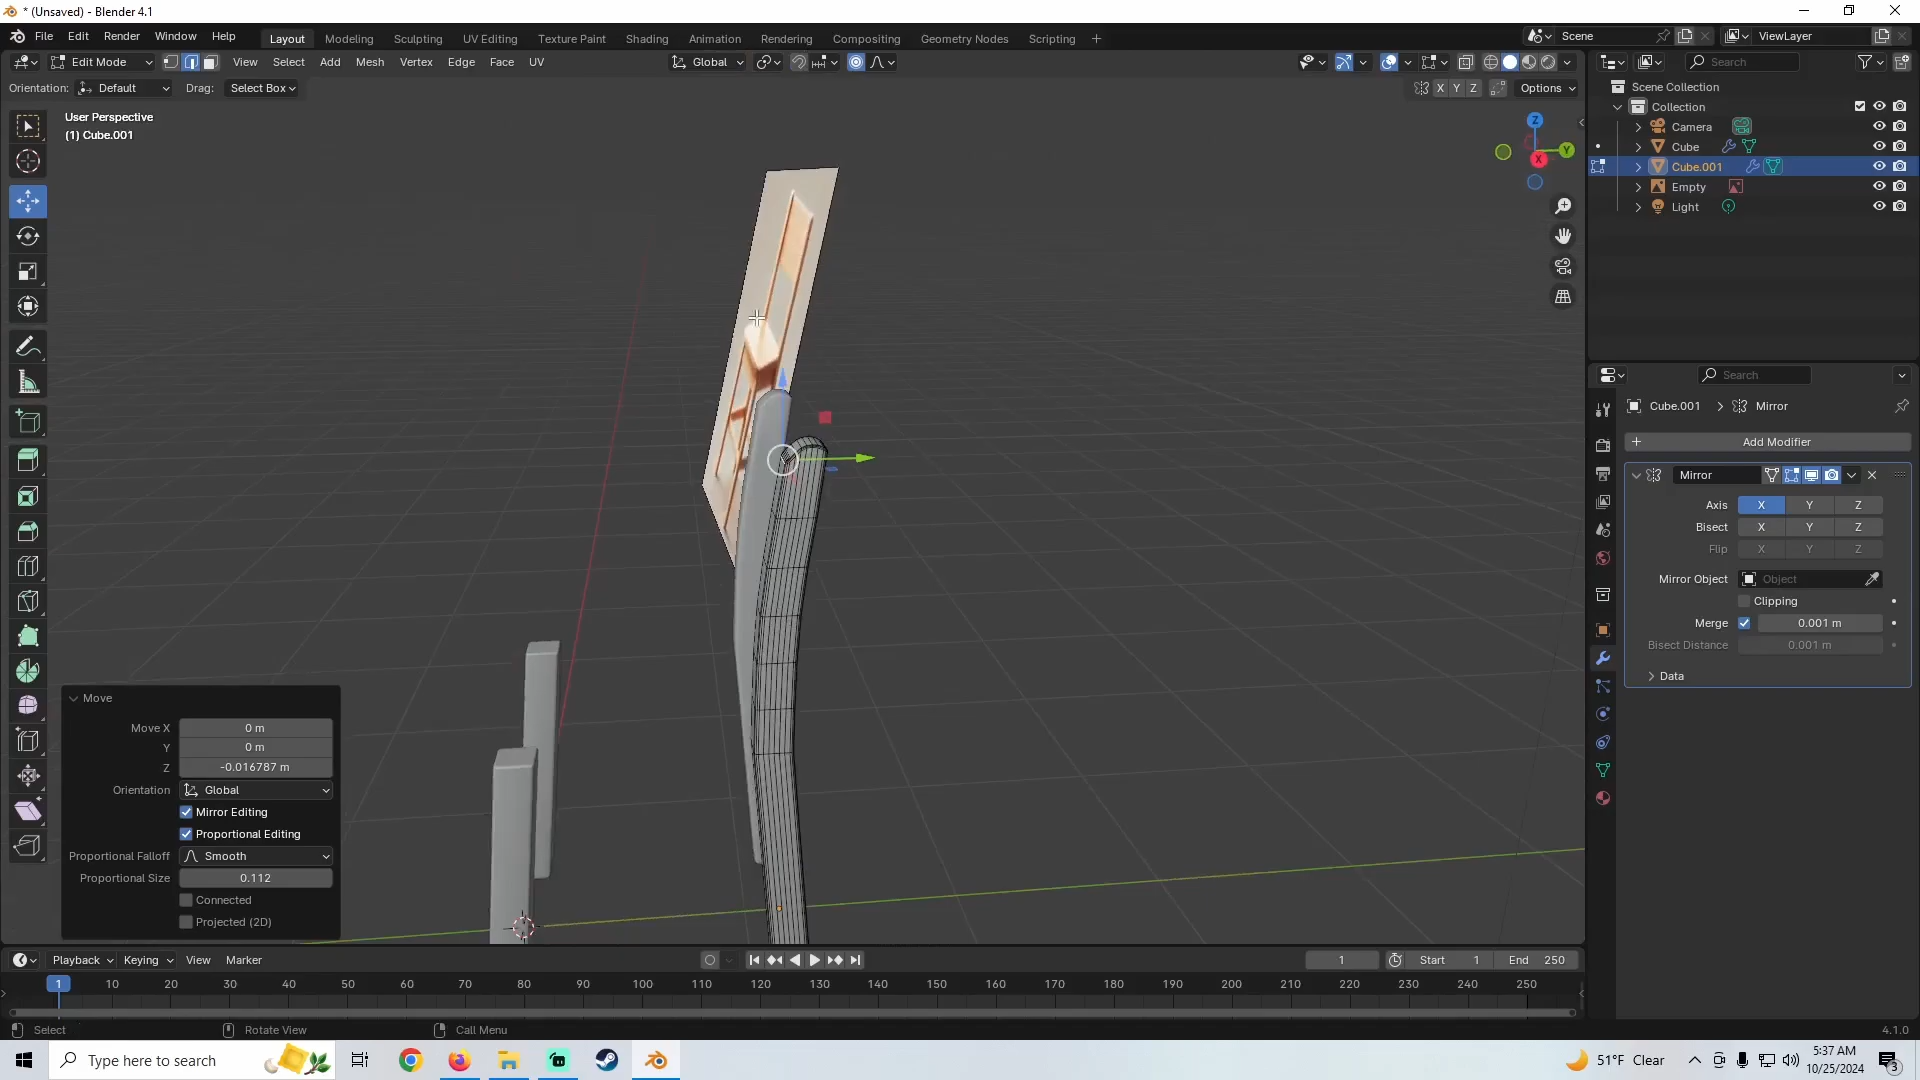 * (Unsaved) - Blender 4.1
File Edit Render Window Help
Layout Modeling Sculpting UV Editing Texture Paint Shading Animation Rendering Compositing Geometry Nodes Scripting +
Scene
ViewLayer
Edit Mode View Select Add Mesh Vertex Edge Face UV
Global
Search
Orientation: Default Drag: Select Box
X Y Z Options
User Perspective
(1) Cube.001
Z
Y
X
Scene Collection
Collection
Camera
Cube
Cube.001
Empty
Light
Search
Cube.001 > Mirror
+ Add Modifier
Mirror
Axis X Y Z
Bisect X Y Z
Flip X Y Z
Mirror Object Object
Clipping
Merge 0.001 m
Bisect Distance 0.001 m
Data
Move
Move X 0 m
Y 0 m
Z -0.016787 m
Orientation Global
Mirror Editing
Proportional Editing
Proportional Falloff Smooth
Proportional Size 0.112
Connected
Projected (2D)
Playback Keying View Marker
1 Start 1 End 250
1 10 20 30 40 50 60 70 80 90 100 110 120 130 140 150 160 170 180 190 200 210 220 230 240 250
Select Rotate View Call Menu 4.1.0
Type here to search
51°F Clear
5:37 AM
10/25/2024
3